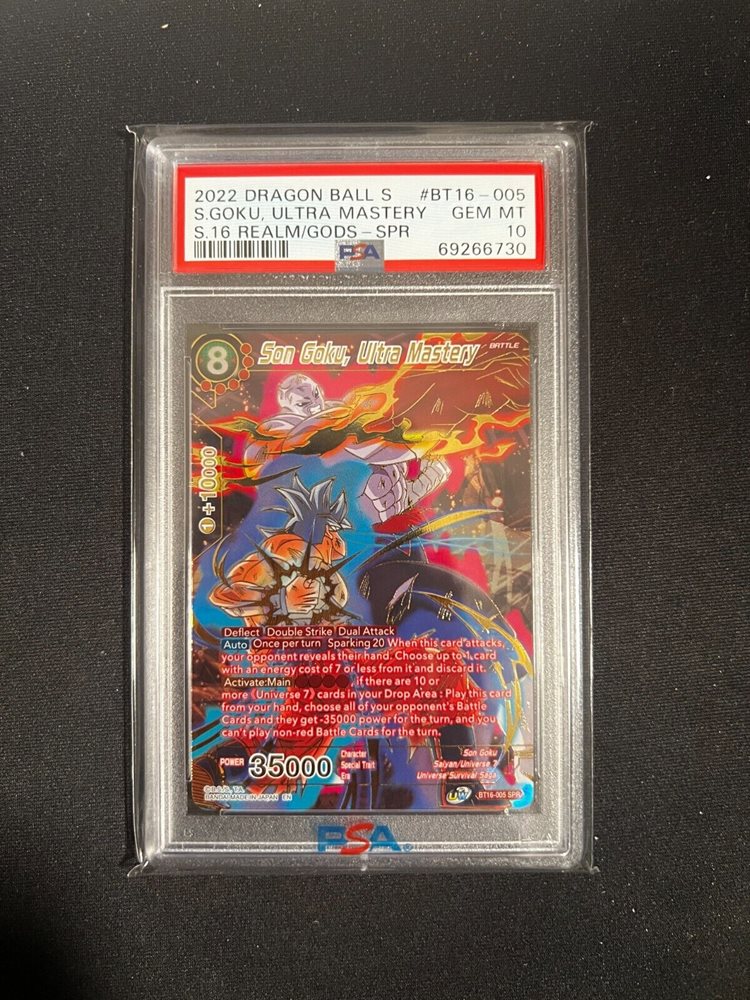 2022 DRAGON BALL S #BT16-005
S.GOKU, ULTRA MASTERY GEM MT
S.16 REALM/GODS-SPR 10
PSA 69266730
8 Son Goku, Ultra Mastery BATTLE
1 +10000
Deflect Double Strike Dual Attack
Auto Once per turn Sparking 20 When this card attacks,
your opponent reveals their hand. Choose up to 1 card
with an energy cost of 7 or less from it and discard it.
Activate:Main , if there are 10 or
more 《Universe 7》 cards in your Drop Area : Play this card
from your hand, choose all of your opponent's Battle
Cards and they get -35000 power for the turn, and you
can't play non-red Battle Cards for the turn.
POWER 35000
Character Son Goku
Special Trait Saiyan/Universe 7
Era Universe Survival Saga
©B.S./S., T.A.
BANDAI MADE IN JAPAN EN
UW BT16-005 SPR
PSA®